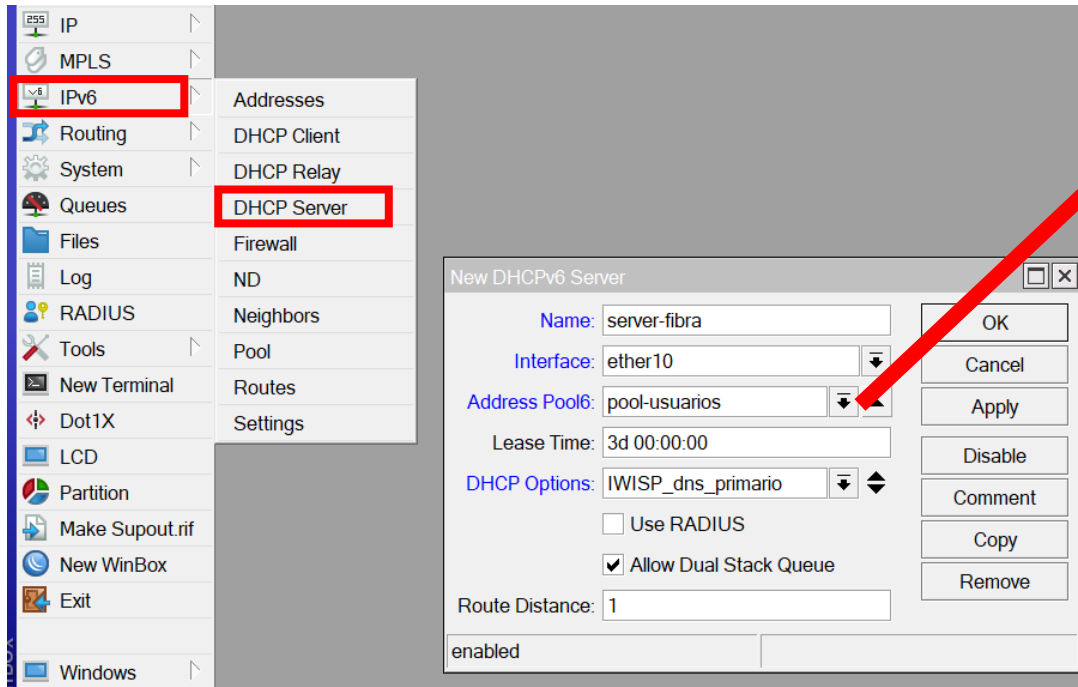 IP
MPLS
IPv6
Routing
System
Queues
Files
Log
RADIUS
Tools
New Terminal
Dot1X
LCD
Partition
Make Supout.rif
New WinBox
Exit
Windows
Addresses
DHCP Client
DHCP Relay
DHCP Server
Firewall
ND
Neighbors
Pool
Routes
Settings
New DHCPv6 Server
Name: server-fibra
Interface: ether10
Address Pool6: pool-usuarios
Lease Time: 3d 00:00:00
DHCP Options: IWISP_dns_primario
Use RADIUS
Allow Dual Stack Queue
Route Distance: 1
enabled
OK
Cancel
Apply
Disable
Comment
Copy
Remove
255
v6